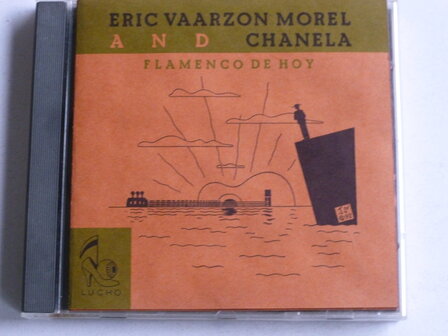 ERIC VAARZON MOREL
AND CHANELA
FLAMENCO DE HOY
LUCHO